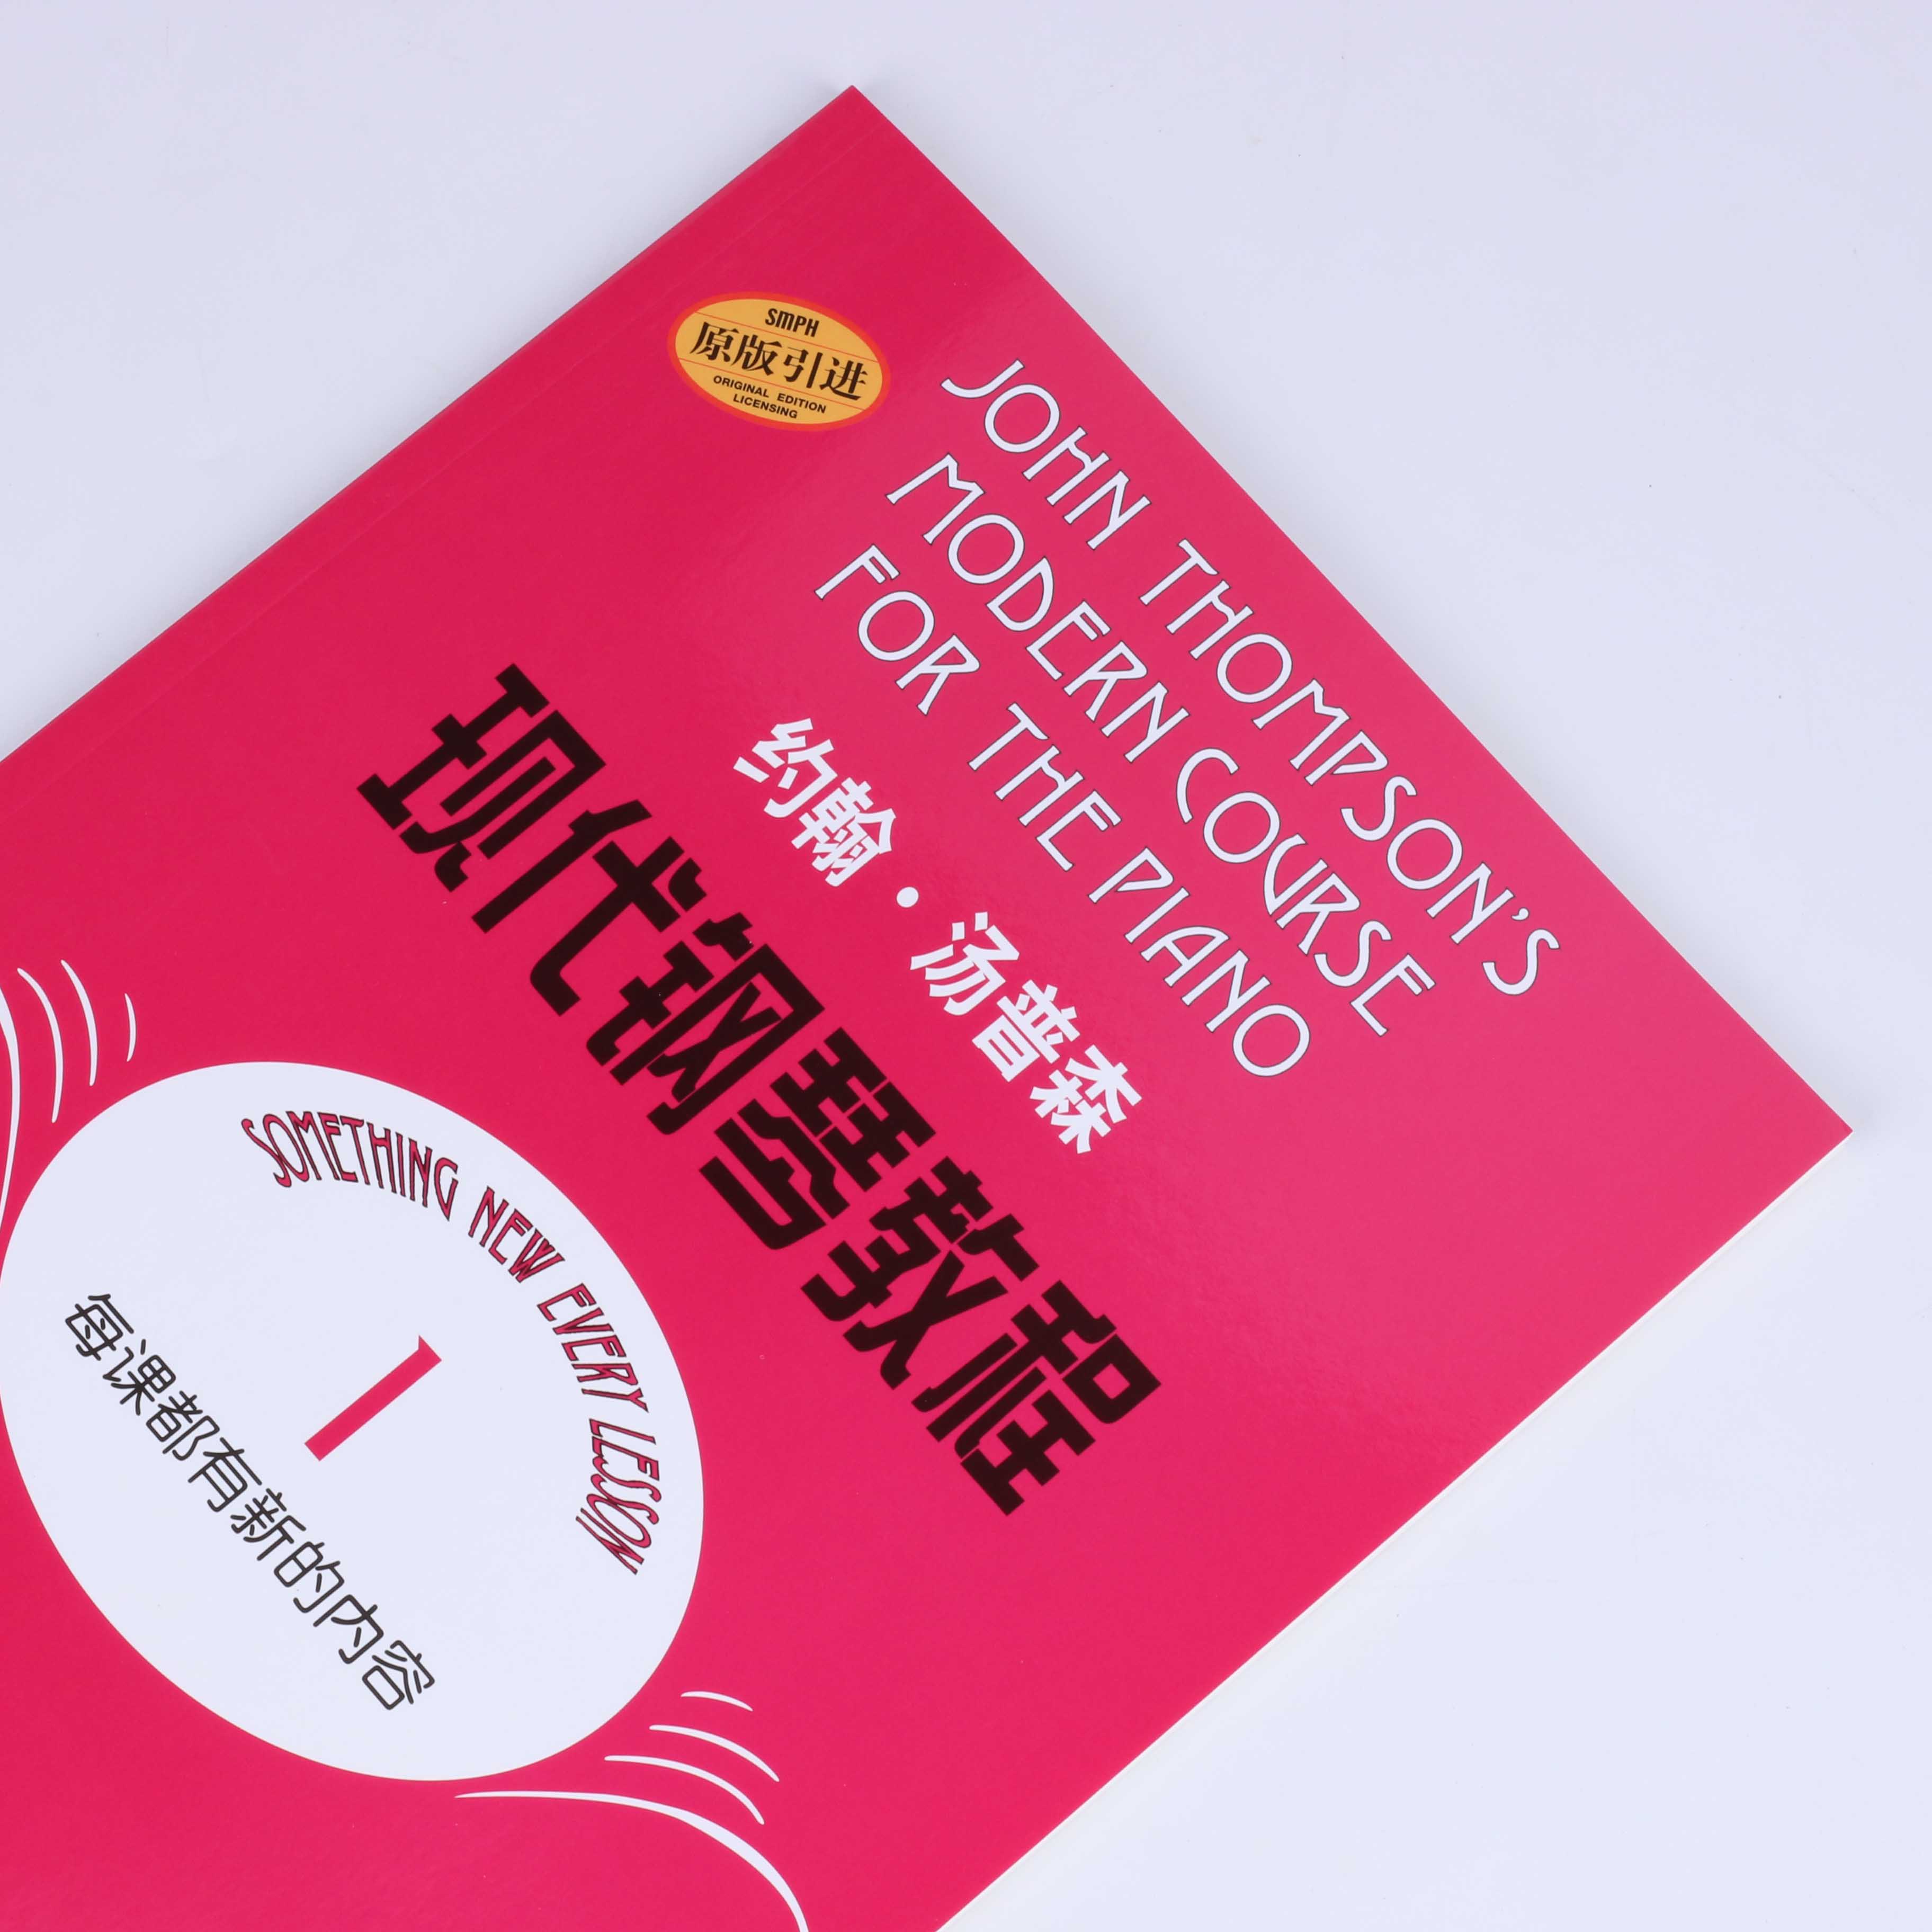 SMPH
原版引进
ORIGINAL EDITION
LICENSING
JOHN THOMPSON'S
MODERN COURSE
FOR THE PIANO
约翰·汤普森
现代钢琴教程
SOMETHING NEW EVERY LESSON
1
每课都有新的内容